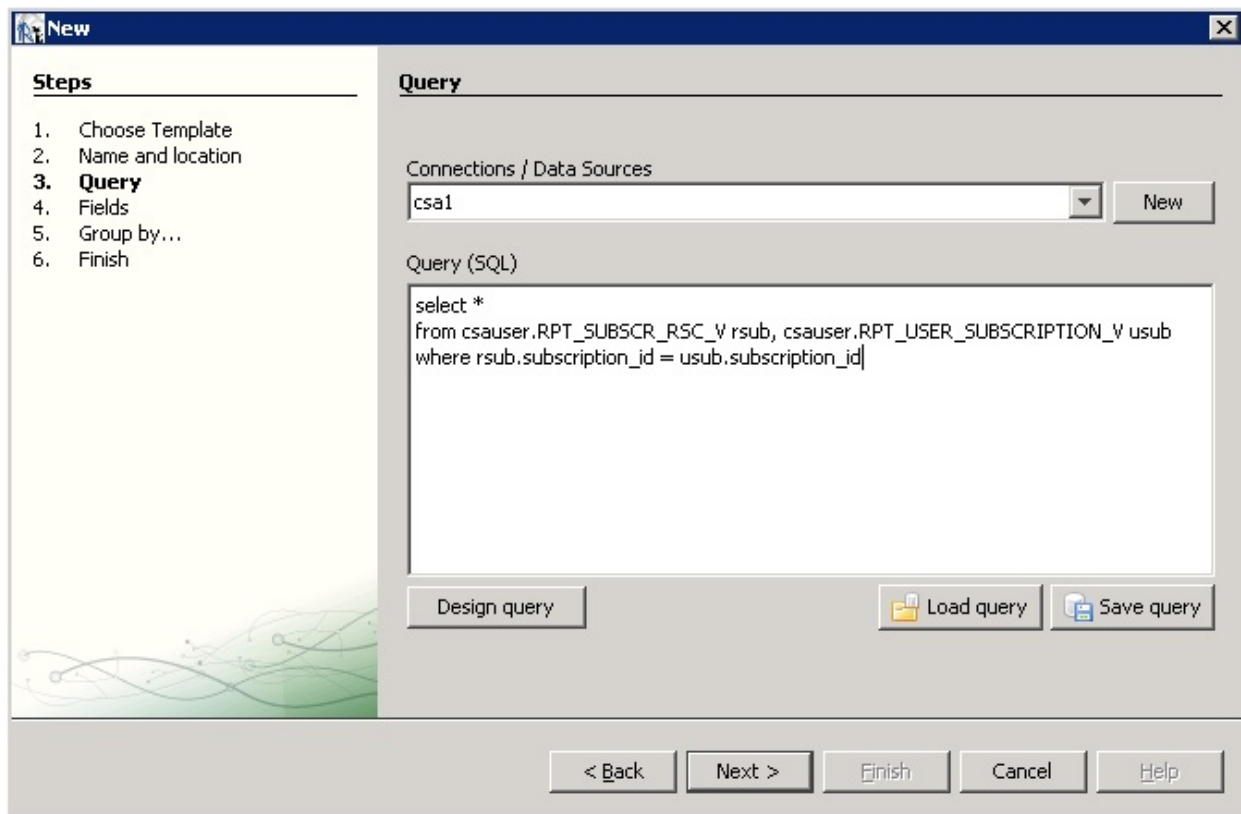 New
Steps
1. Choose Template
2. Name and location
3. Query
4. Fields
5. Group by...
6. Finish
Query
Connections / Data Sources
csa1
New
Query (SQL)
select *
from csauser.RPT_SUBSCR_RSC_V rsub, csauser.RPT_USER_SUBSCRIPTION_V usub
where rsub.subscription_id = usub.subscription_id
Design query
Load query
Save query
< Back
Next >
Finish
Cancel
Help